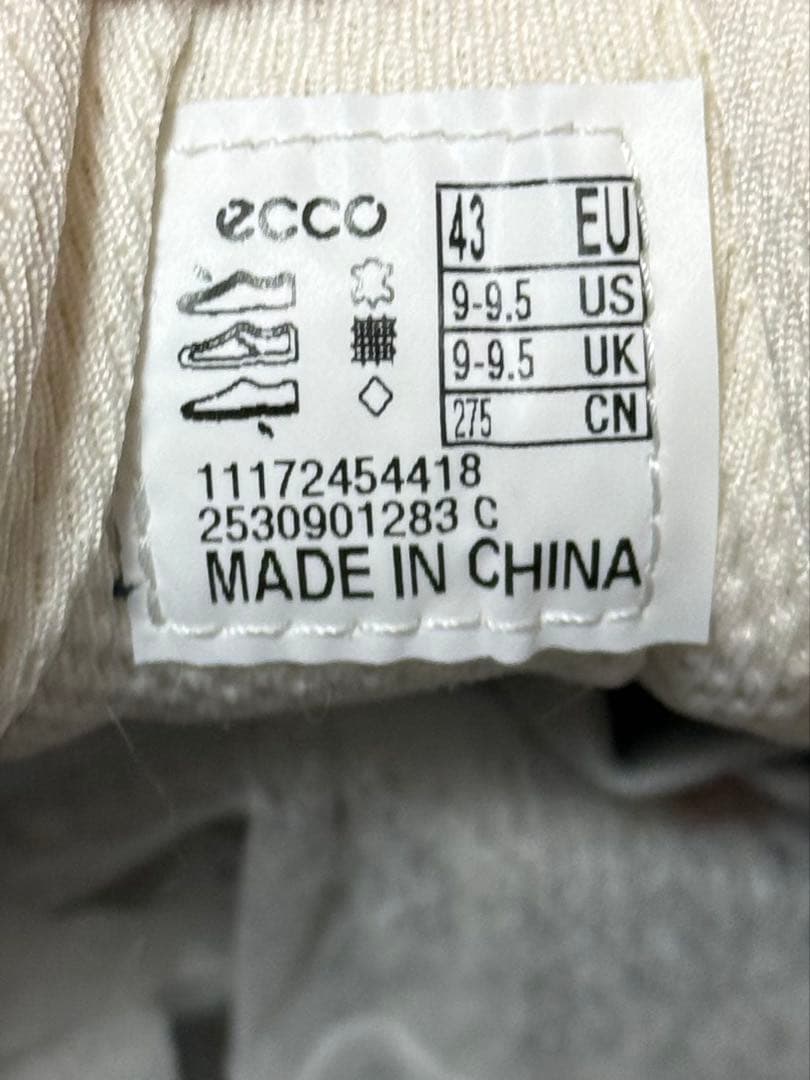 ecco
43 EU
9-9.5 US
9-9.5 UK
275 CN
11172454418
2530901283 C
MADE IN CHINA